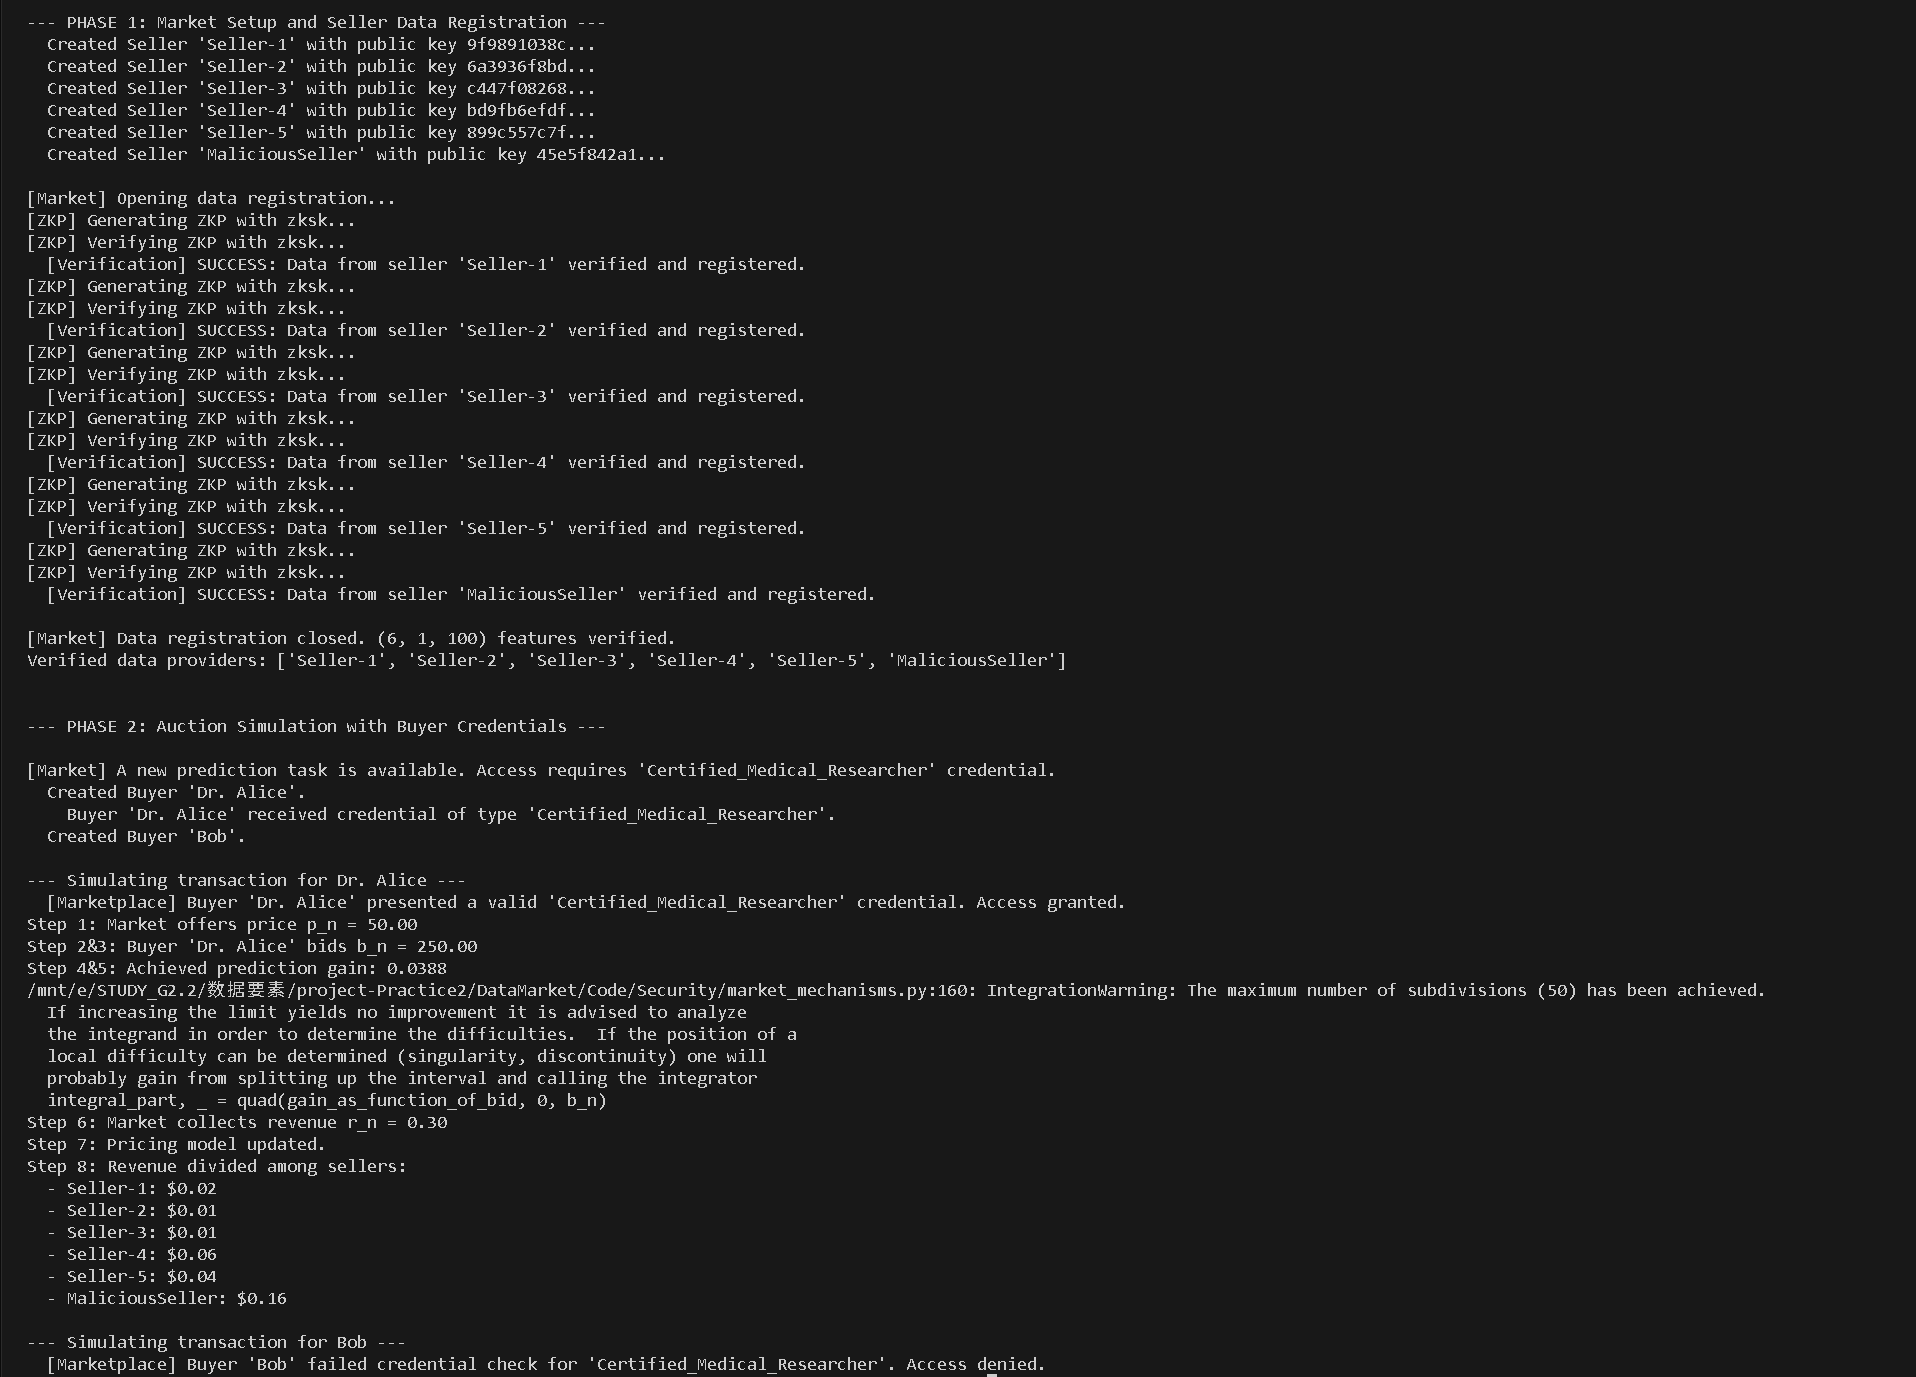 --- PHASE 1: Market Setup and Seller Data Registration ---
Created Seller 'Seller-1' with public key 9f9891038c...
Created Seller 'Seller-2' with public key 6a3936f8bd...
Created Seller 'Seller-3' with public key c447f08268...
Created Seller 'Seller-4' with public key bd9fb6efdf...
Created Seller 'Seller-5' with public key 899c557c7f...
Created Seller 'MaliciousSeller' with public key 45e5f842a1...
[Market] Opening data registration...
[ZKP] Generating ZKP with zksk...
[ZKP] Verifying ZKP with zksk...
[Verification] SUCCESS: Data from seller 'Seller-1' verified and registered.
[ZKP] Generating ZKP with zksk...
[ZKP] Verifying ZKP with zksk...
[Verification] SUCCESS: Data from seller 'Seller-2' verified and registered.
[ZKP] Generating ZKP with zksk...
[ZKP] Verifying ZKP with zksk...
[Verification] SUCCESS: Data from seller 'Seller-3' verified and registered.
[ZKP] Generating ZKP with zksk...
[ZKP] Verifying ZKP with zksk...
[Verification] SUCCESS: Data from seller 'Seller-4' verified and registered.
[ZKP] Generating ZKP with zksk...
[ZKP] Verifying ZKP with zksk...
[Verification] SUCCESS: Data from seller 'Seller-5' verified and registered.
[ZKP] Generating ZKP with zksk...
[ZKP] Verifying ZKP with zksk...
[Verification] SUCCESS: Data from seller 'MaliciousSeller' verified and registered.
[Market] Data registration closed. (6, 1, 100) features verified.
Verified data providers: ['Seller-1', 'Seller-2', 'Seller-3', 'Seller-4', 'Seller-5', 'MaliciousSeller']
--- PHASE 2: Auction Simulation with Buyer Credentials ---
[Market] A new prediction task is available. Access requires 'Certified_Medical_Researcher' credential.
Created Buyer 'Dr. Alice'.
Buyer 'Dr. Alice' received credential of type 'Certified_Medical_Researcher'.
Created Buyer 'Bob'.
--- Simulating transaction for Dr. Alice ---
[Marketplace] Buyer 'Dr. Alice' presented a valid 'Certified_Medical_Researcher' credential. Access granted.
Step 1: Market offers price p_n = 50.00
Step 2&3: Buyer 'Dr. Alice' bids b_n = 250.00
Step 4&5: Achieved prediction gain: 0.0388
/mnt/e/STUDY_G2.2/数据要素/project-Practice2/DataMarket/Code/Security/market_mechanisms.py:160: IntegrationWarning: The maximum number of subdivisions (50) has been achieved.
If increasing the limit yields no improvement it is advised to analyze
the integrand in order to determine the difficulties.  If the position of a
local difficulty can be determined (singularity, discontinuity) one will
probably gain from splitting up the interval and calling the integrator
integral_part, _ = quad(gain_as_function_of_bid, 0, b_n)
Step 6: Market collects revenue r_n = 0.30
Step 7: Pricing model updated.
Step 8: Revenue divided among sellers:
- Seller-1: $0.02
- Seller-2: $0.01
- Seller-3: $0.01
- Seller-4: $0.06
- Seller-5: $0.04
- MaliciousSeller: $0.16
--- Simulating transaction for Bob ---
[Marketplace] Buyer 'Bob' failed credential check for 'Certified_Medical_Researcher'. Access denied.